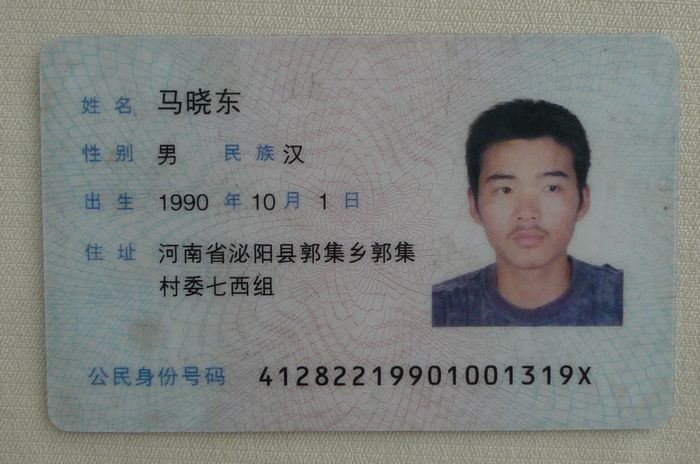 姓名 马晓东
性别 男 民族 汉
出生 1990 年 10 月 1 日
住址 河南省泌阳县郭集乡郭集
村委七西组
公民身份号码 41282219901001319X